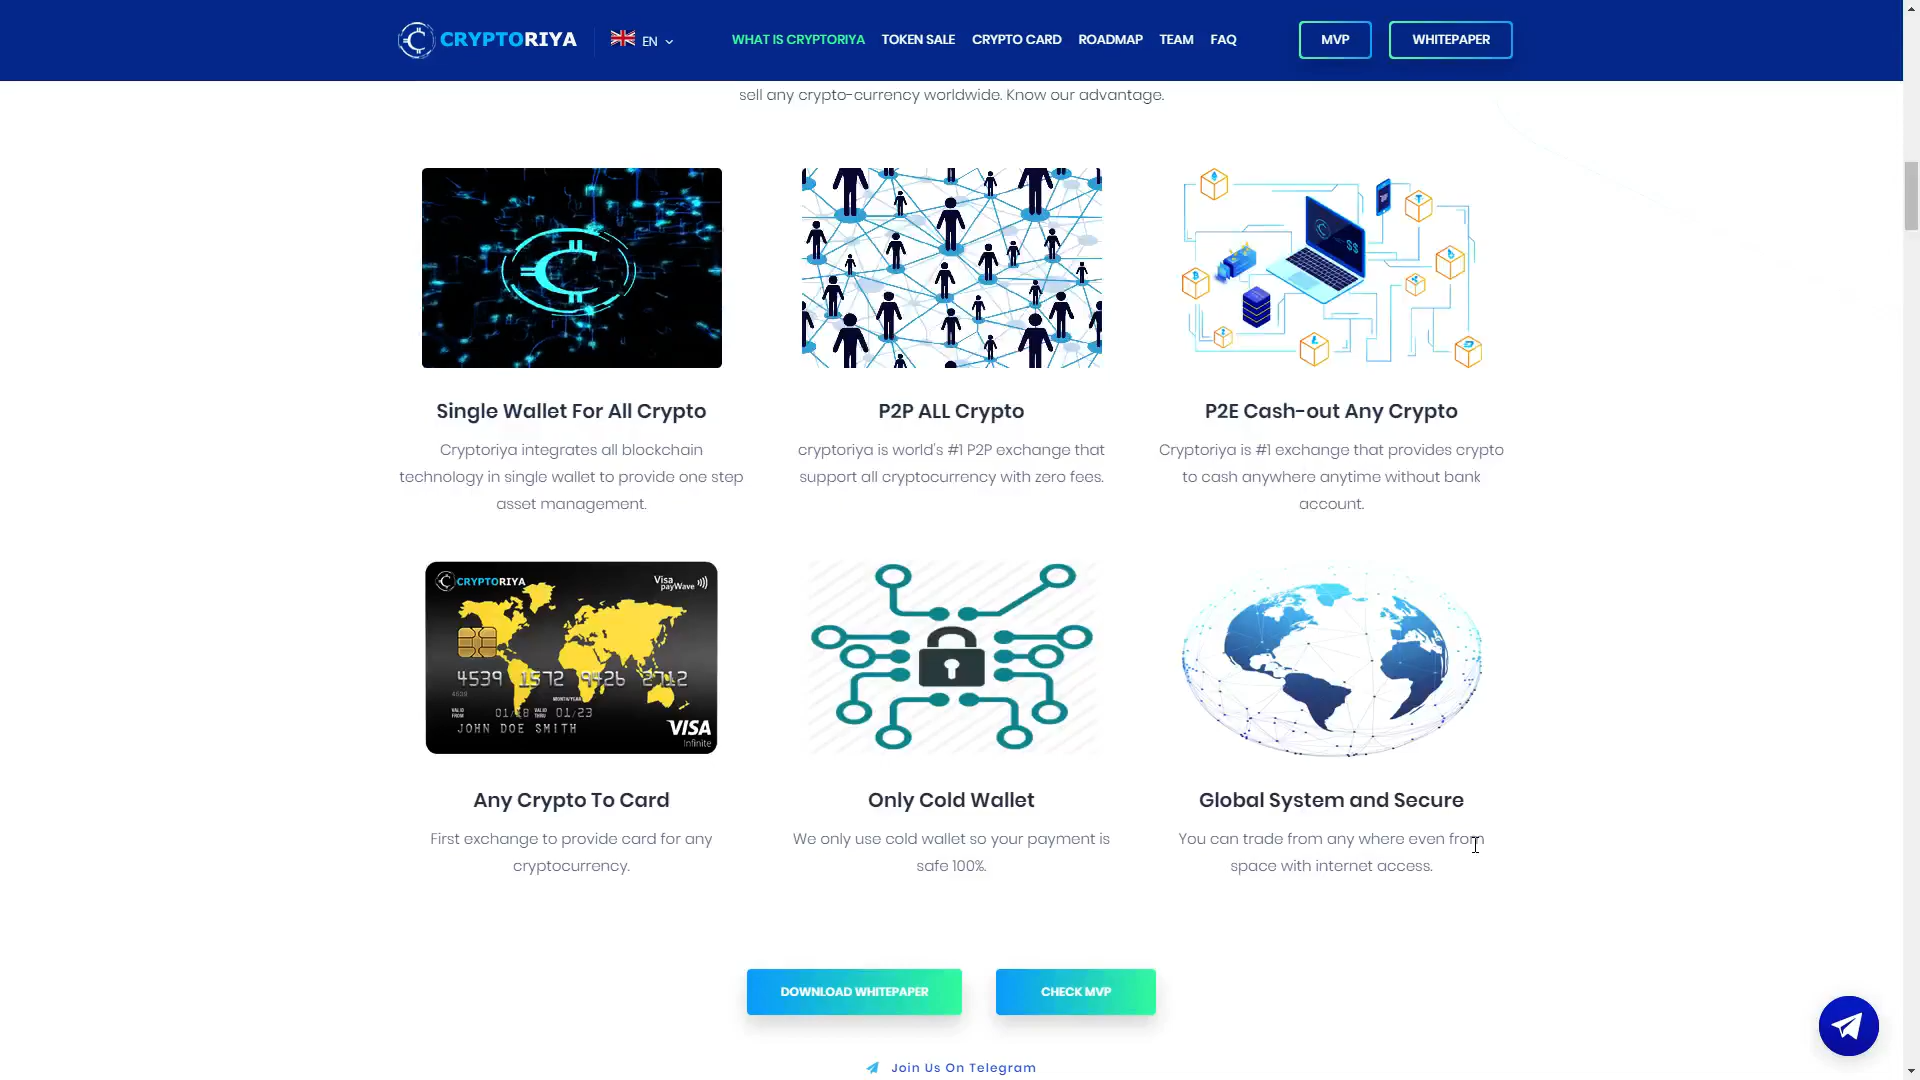 CRYPTORIYA
EN
WHAT IS CRYPTORIYA
TOKEN SALE
CRYPTO CARD
ROADMAP
TEAM
FAQ
MVP
WHITEPAPER
sell any crypto-currency worldwide. Know our advantage.
Single Wallet For All Crypto
Cryptoriya integrates all blockchain
technology in single wallet to provide one step
asset management.
P2P ALL Crypto
cryptoriya is world's #1 P2P exchange that
support all cryptocurrency with zero fees.
P2E Cash-out Any Crypto
Cryptoriya is #1 exchange that provides crypto
to cash anywhere anytime without bank
account.
CRYPTORIYA
Visa
payWave
4539 1572 9426 2712
4539
MONTH/YEAR
VALID
FROM
01/18
VALID
THRU
01/23
JOHN DOE SMITH
VISA
Infinite
Any Crypto To Card
First exchange to provide card for any
cryptocurrency.
Only Cold Wallet
We only use cold wallet so your payment is
safe 100%.
Global System and Secure
You can trade from any where even from
space with internet access.
DOWNLOAD WHITEPAPER
CHECK MVP
Join Us On Telegram